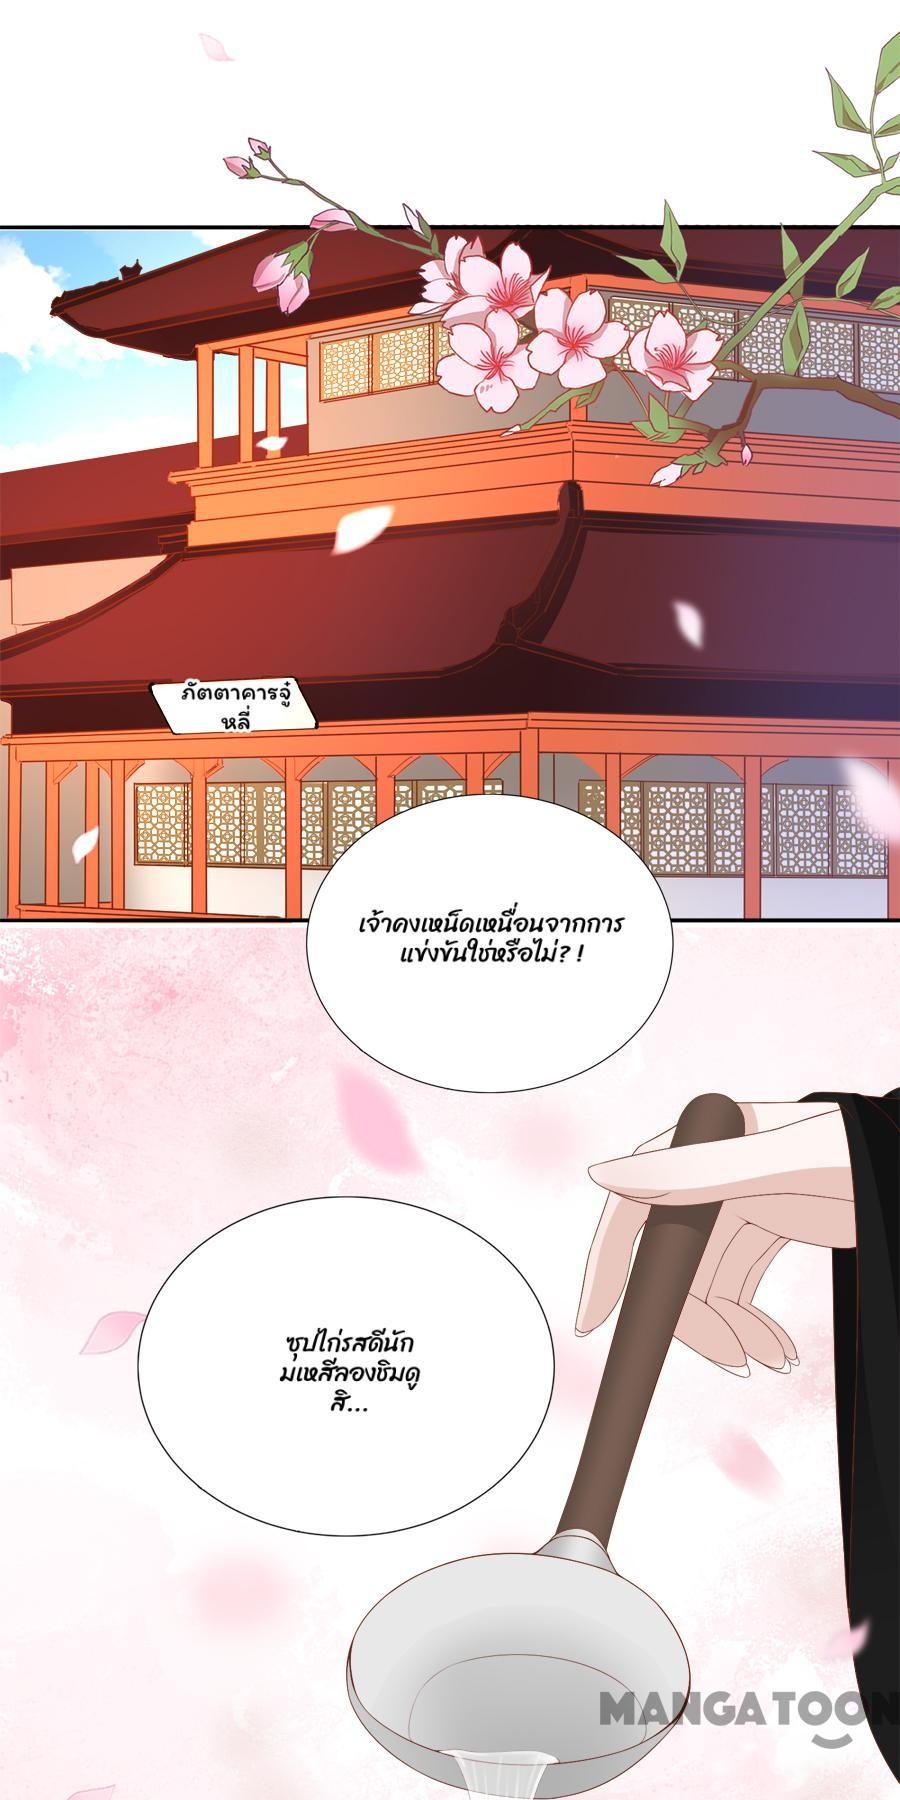 ภัตตาคารจู๋
หลี่
เจ้าคงเหน็ดเหนื่อนจากการ
แข่งขันใช่หรือไม่?!
ซุปไก่รสดีนัก
มเหสีลองชิมดู
สิ...
MANGATOON